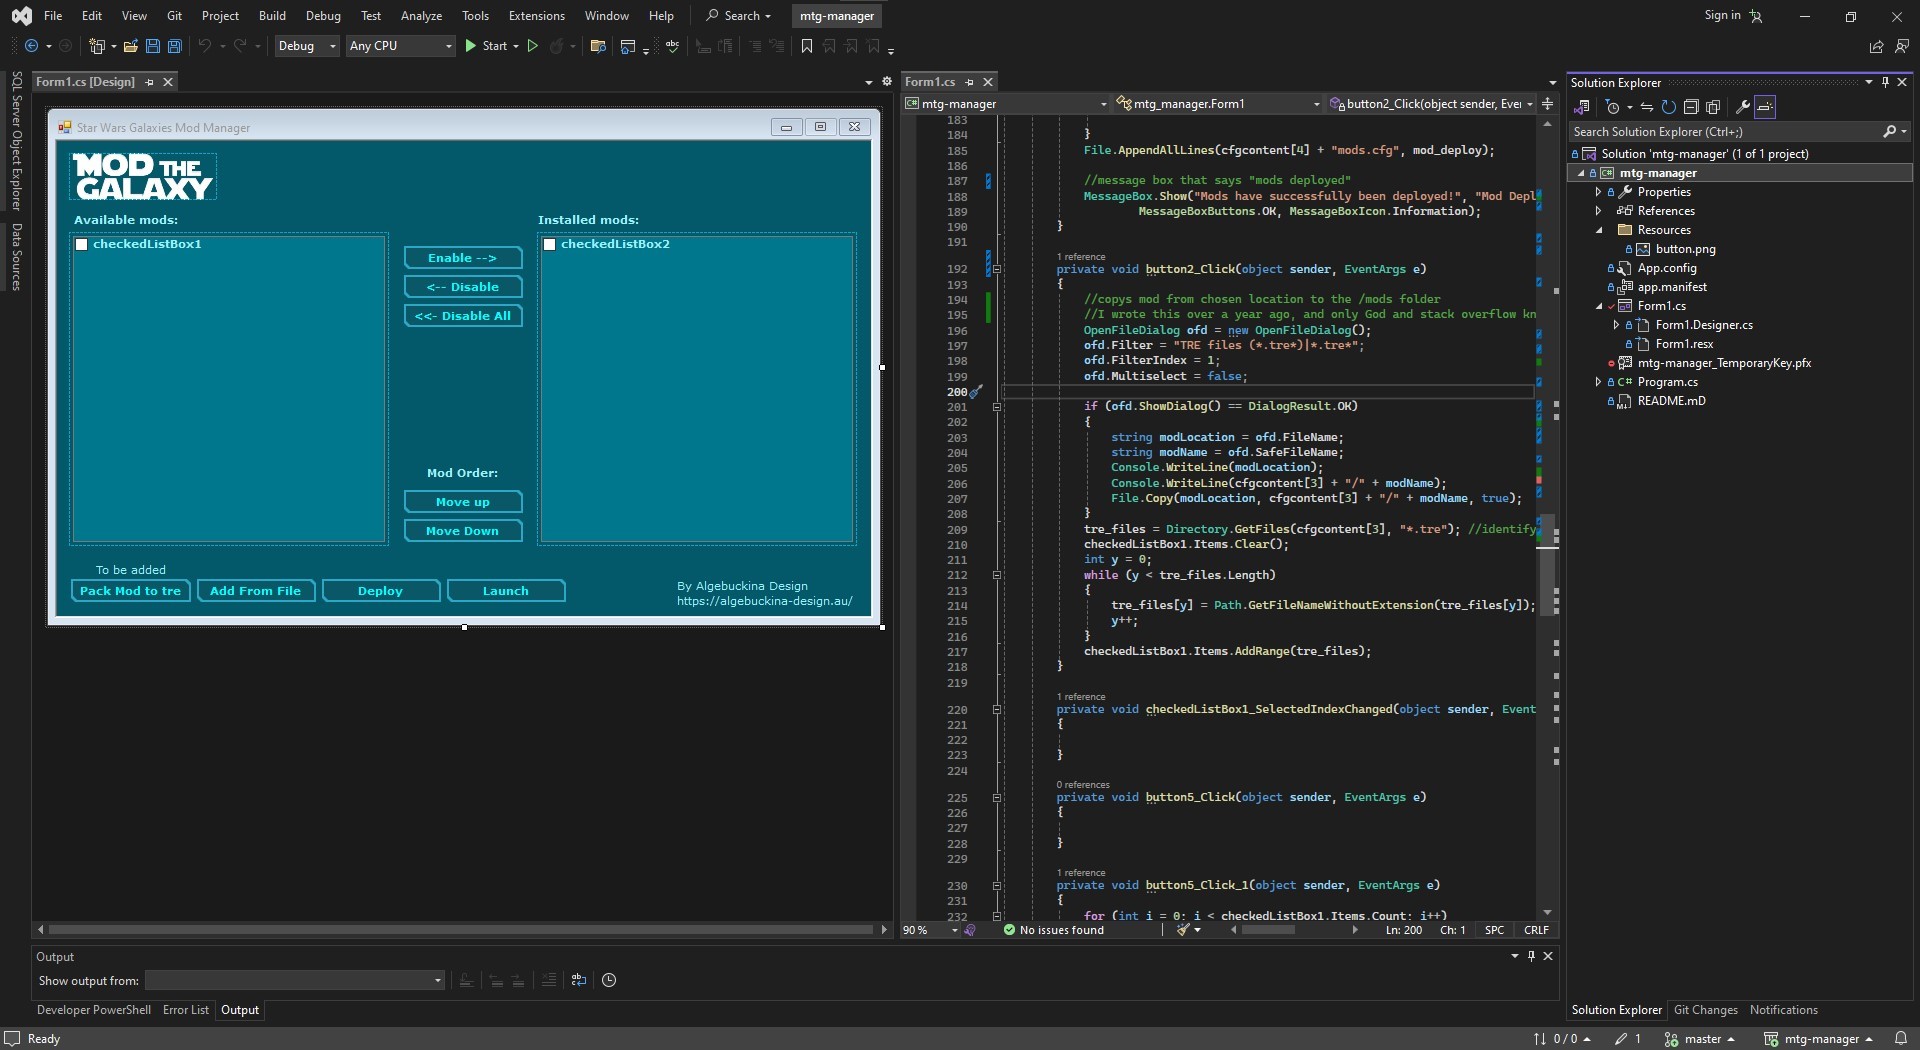 File Edit View Git Project Build Debug Test Analyze Tools Extensions Window Help Search mtg-manager Sign in
Debug Any CPU Start
SQL Server Object Explorer
Data Sources
Form1.cs [Design]
Star Wars Galaxies Mod Manager
MOD THE
GALAXY
Available mods:
Installed mods:
checkedListBox1
checkedListBox2
Enable -->
<-- Disable
<<- Disable All
Mod Order:
Move up
Move Down
To be added
Pack Mod to tre
Add From File
Deploy
Launch
By Algebuckina Design
https://algebuckina-design.au/
Form1.cs
mtg-manager mtg_manager.Form1 button2_Click(object sender, Ever
183
184 }
185 File.AppendAllLines(cfgcontent[4] + "mods.cfg", mod_deploy);
186
187 //message box that says "mods deployed"
188 MessageBox.Show("Mods have successfully been deployed!", "Mod Depl
189 MessageBoxButtons.OK, MessageBoxIcon.Information);
190 }
191
1 reference
192 private void button2_Click(object sender, EventArgs e)
193 {
194 //copys mod from chosen location to the /mods folder
195 //I wrote this over a year ago, and only God and stack overflow kn
196 OpenFileDialog ofd = new OpenFileDialog();
197 ofd.Filter = "TRE files (*.tre*)|*.tre*";
198 ofd.FilterIndex = 1;
199 ofd.Multiselect = false;
200
201 if (ofd.ShowDialog() == DialogResult.OK)
202 {
203 string modLocation = ofd.FileName;
204 string modName = ofd.SafeFileName;
205 Console.WriteLine(modLocation);
206 Console.WriteLine(cfgcontent[3] + "/" + modName);
207 File.Copy(modLocation, cfgcontent[3] + "/" + modName, true);
208 }
209 tre_files = Directory.GetFiles(cfgcontent[3], "*.tre"); //identify
210 checkedListBox1.Items.Clear();
211 int y = 0;
212 while (y < tre_files.Length)
213 {
214 tre_files[y] = Path.GetFileNameWithoutExtension(tre_files[y]);
215 y++;
216 }
217 checkedListBox1.Items.AddRange(tre_files);
218 }
219
1 reference
220 private void checkedListBox1_SelectedIndexChanged(object sender, Event
221 {
222
223 }
224
0 references
225 private void button5_Click(object sender, EventArgs e)
226 {
227
228 }
229
1 reference
230 private void button5_Click_1(object sender, EventArgs e)
231 {
232 for (int i = 0; i < checkedListBox1.Items.Count; i++)
90 % No issues found Ln: 200 Ch: 1 SPC CRLF
Solution Explorer
Search Solution Explorer (Ctrl+;)
Solution 'mtg-manager' (1 of 1 project)
mtg-manager
Properties
References
Resources
button.png
App.config
app.manifest
Form1.cs
Form1.Designer.cs
Form1.resx
mtg-manager_TemporaryKey.pfx
C# Program.cs
README.mD
Output
Show output from:
Developer PowerShell Error List Output
Solution Explorer Git Changes Notifications
Ready 0 / 0 1 master mtg-manager